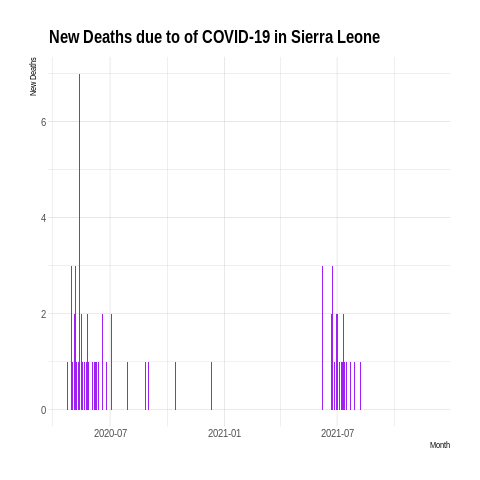 New Deaths due to of COVID-19 in Sierra Leone
New Deaths
6
4
2
0
2020-07
2021-01
2021-07
Month